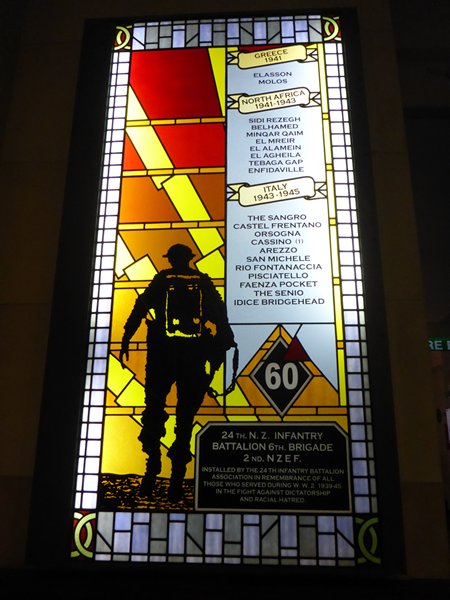 GREECE
1941
ELASSON
MOLOS
NORTH AFRICA
1941-1943
SIDI REZEGH
BELHAMED
MINQAR QAIM
EL MREIR
EL ALAMEIN
EL AGHEILA
TEBAGA GAP
ENFIDAVILLE
ITALY
1943-1945
THE SANGRO
CASTEL FRENTANO
ORSOGNA
CASSINO (1)
AREZZO
SAN MICHELE
RIO FONTANACCIA
PISCIATELLO
FAENZA POCKET
THE SENIO
IDICE BRIDGEHEAD
60
24TH. N.Z. INFANTRY
BATTALION 6TH. BRIGADE
2ND. N Z E F.
INSTALLED BY THE 24TH INFANTRY BATTALION
ASSOCIATION IN REMEMBRANCE OF ALL
THOSE WHO SERVED DURING W.W.2. 1939-45
IN THE FIGHT AGAINST DICTATORSHIP
AND RACIAL HATRED.
RE